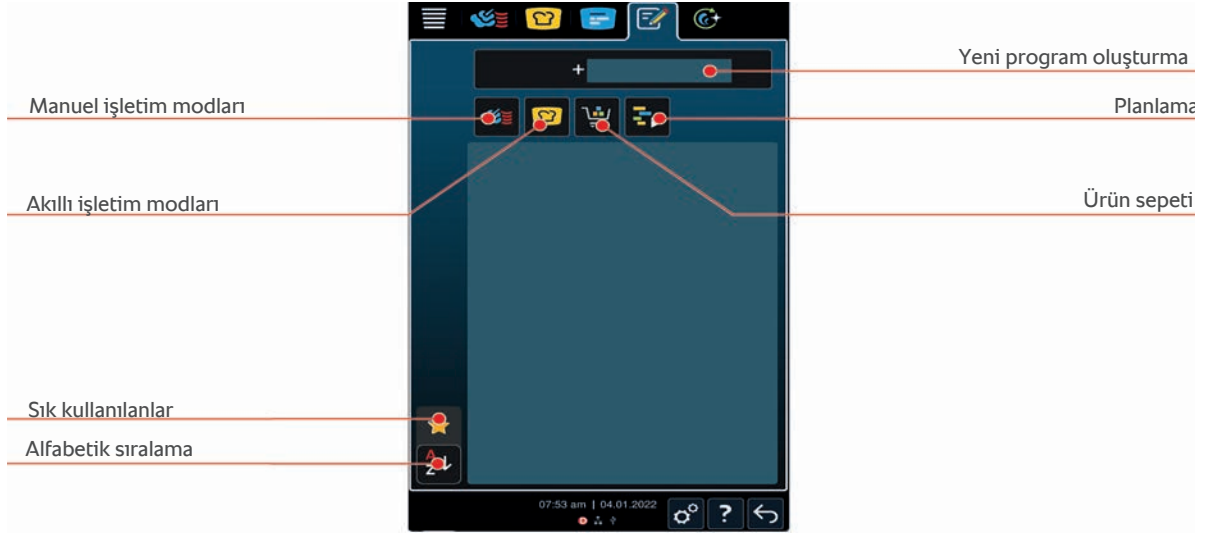 +
Yeni program oluşturma
Manuel işletim modları
Planlama
Akıllı işletim modları
Ürün sepeti
Sık kullanılanlar
Alfabetik sıralama
A
Z
07:53 am | 04.01.2022
?